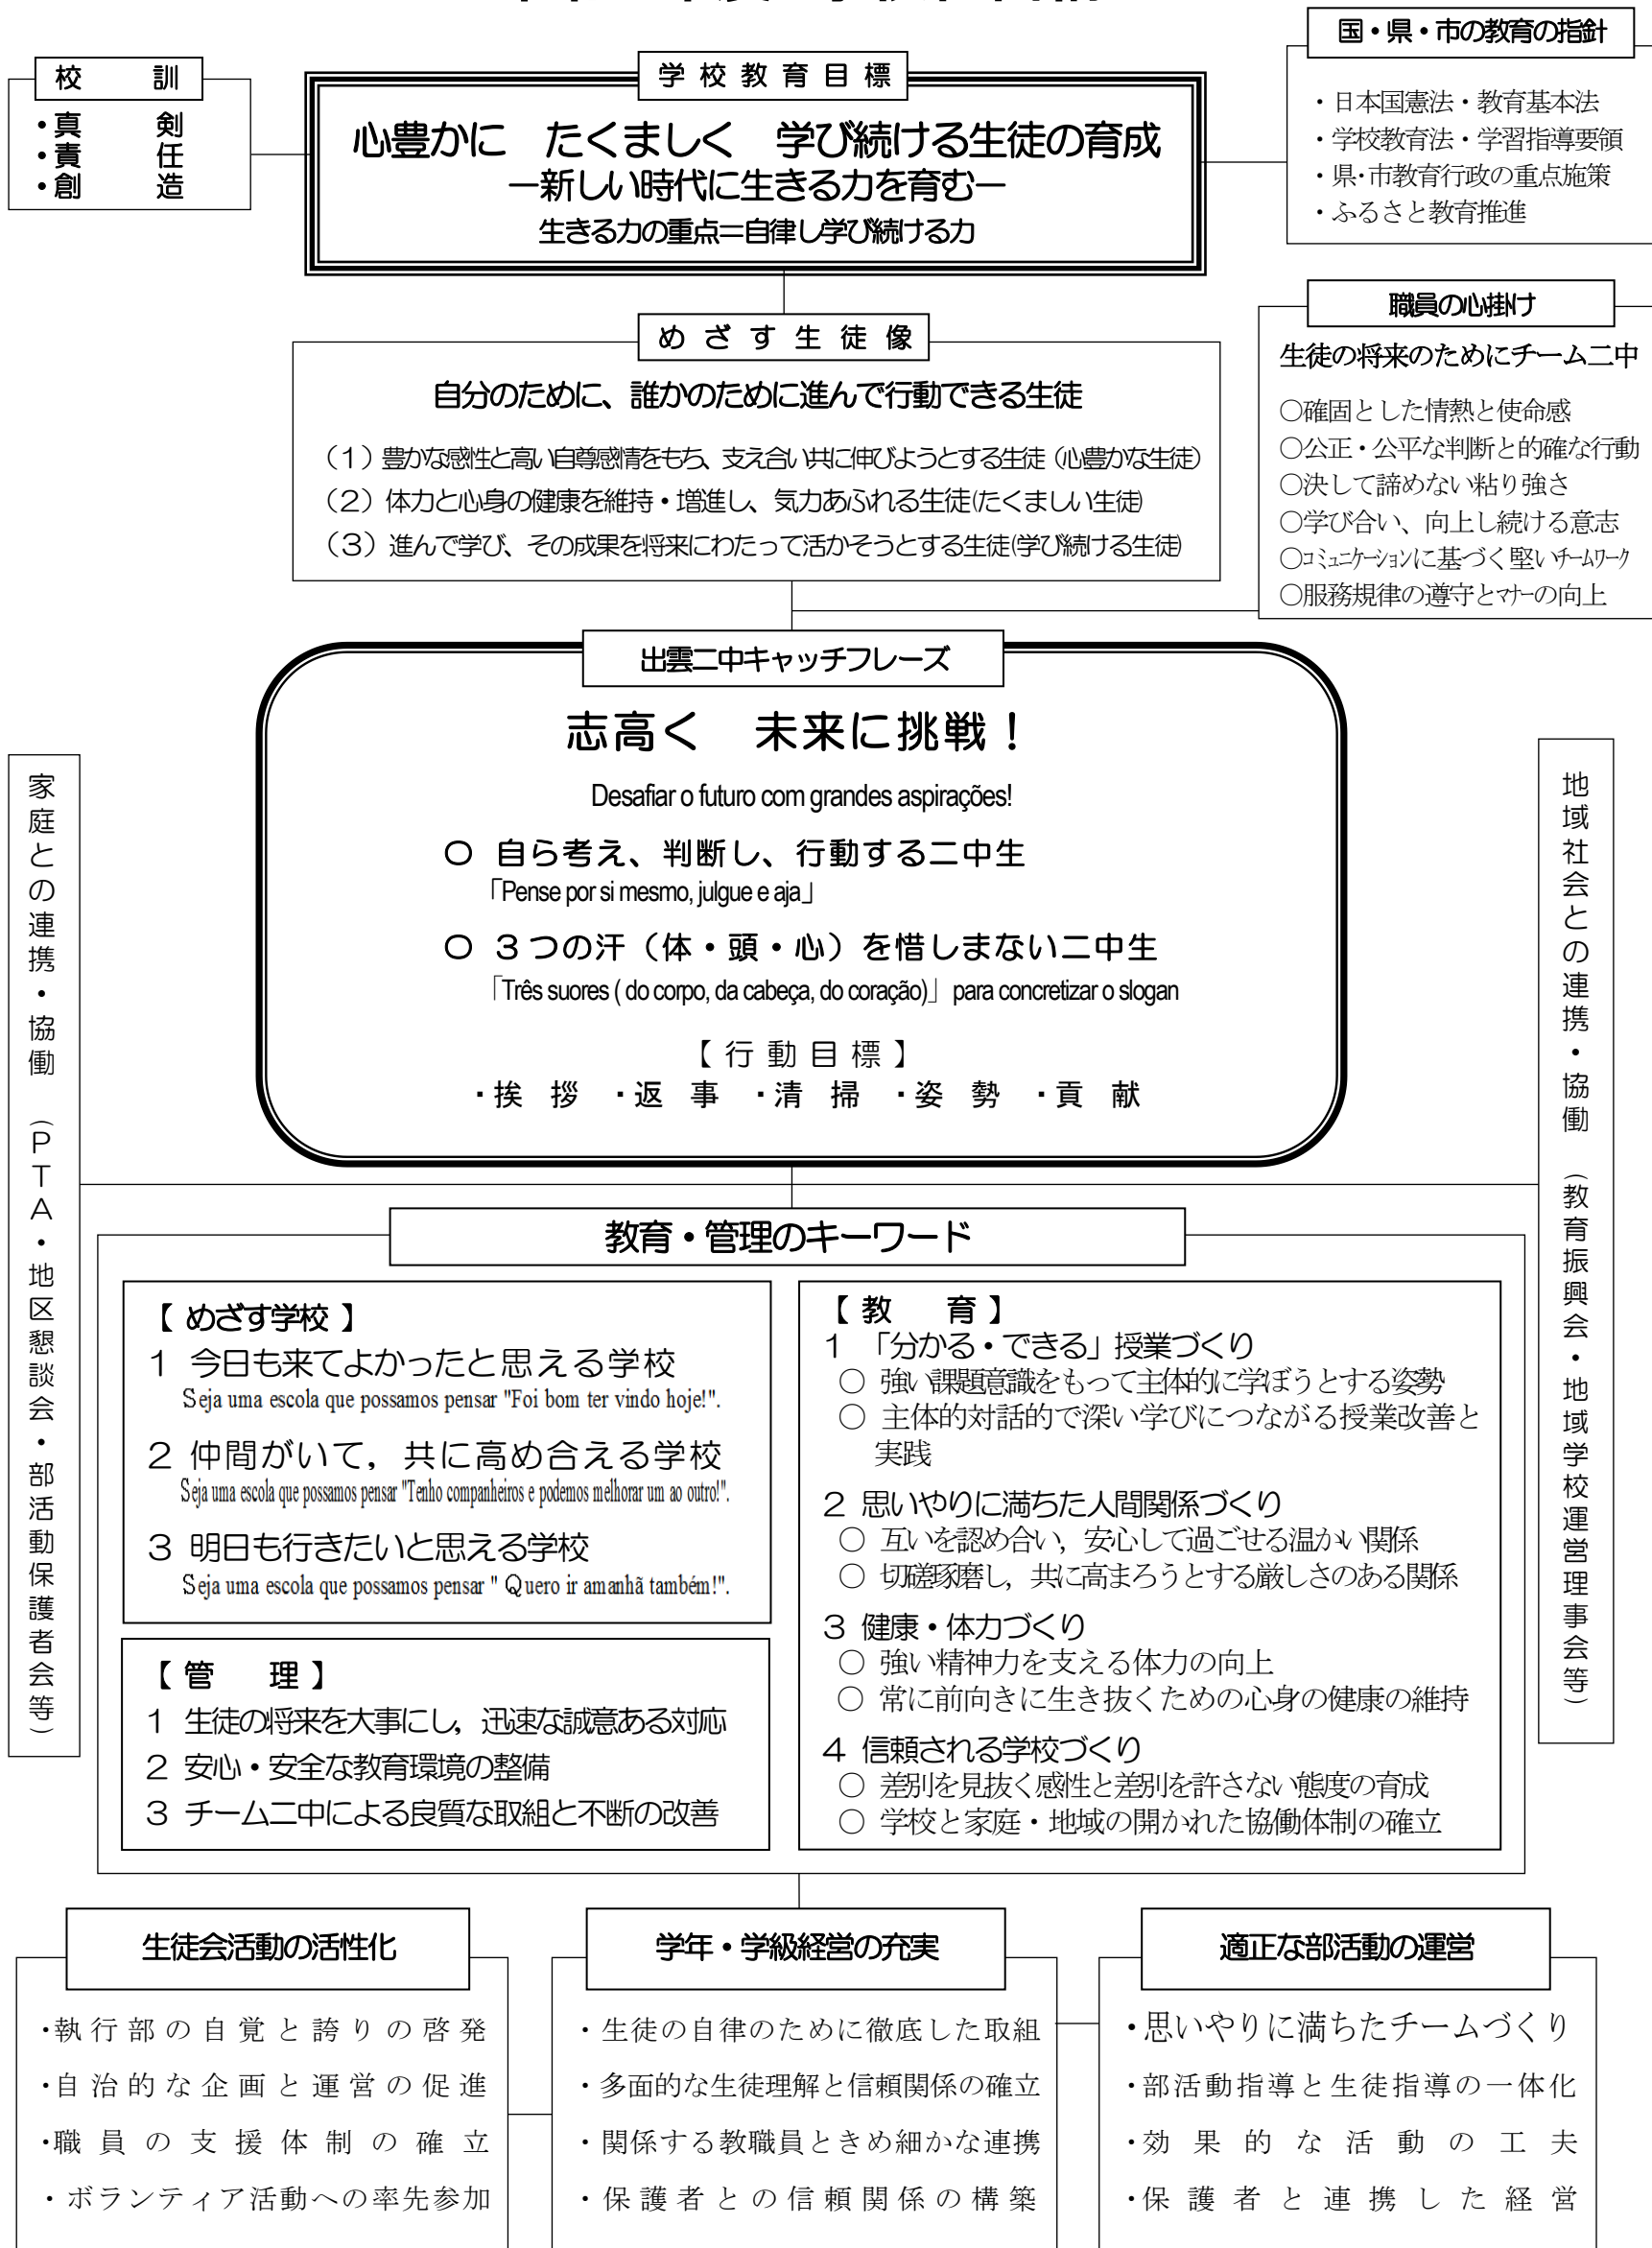 校訓
・真剣
・責任
・創造
学校教育目標
心豊かに　たくましく　学び続ける生徒の育成
－新しい時代に生きる力を育む－
生きる力の重点＝自律し学び続ける力
国・県・市の教育の指針
・日本国憲法・教育基本法
・学校教育法・学習指導要領
・県・市教育行政の重点施策
・ふるさと教育推進
めざす生徒像
自分のために、誰かのために進んで行動できる生徒
（１）豊かな感性と高い自尊感情をもち、支え合い共に伸びようとする生徒（心豊かな生徒）
（２）体力と心身の健康を維持・増進し、気力あふれる生徒(たくましい生徒)
（３）進んで学び、その成果を将来にわたって活かそうとする生徒(学び続ける生徒)
職員の心掛け
生徒の将来のためにチーム二中
○確固とした情熱と使命感
○公正・公平な判断と的確な行動
○決して諦めない粘り強さ
○学び合い、向上し続ける意志
○ｺﾐｭﾆｹｰｼｮﾝに基づく堅いﾁｰﾑﾜｰｸ
○服務規律の遵守とﾏﾅｰの向上
出雲二中キャッチフレーズ
志高く　未来に挑戦！
Desafiar o futuro com grandes aspirações!
○ 自ら考え、判断し、行動する二中生
「Pense por si mesmo, julgue e aja」
○ ３つの汗（体・頭・心）を惜しまない二中生
「Três suores ( do corpo, da cabeça, do coração)」 para concretizar o slogan
【行動目標】
・挨拶 ・返事 ・清掃 ・姿勢 ・貢献
家庭との連携・協働　（ＰＴＡ・地区懇談会・部活動保護者会等）
地域社会との連携・協働　（教育振興会・地域学校運営理事会等）
教育・管理のキーワード
【めざす学校】
１ 今日も来てよかったと思える学校
Seja uma escola que possamos pensar "Foi bom ter vindo hoje!".
２ 仲間がいて，共に高め合える学校
Seja uma escola que possamos pensar "Tenho companheiros e podemos melhorar um ao outro!".
３ 明日も行きたいと思える学校
Seja uma escola que possamos pensar " Quero ir amanhã também!".
【管　理】
１ 生徒の将来を大事にし，迅速な誠意ある対応
２ 安心・安全な教育環境の整備
３ チーム二中による良質な取組と不断の改善
【教　育】
１ 「分かる・できる」授業づくり
○ 強い課題意識をもって主体的に学ぼうとする姿勢
○ 主体的対話的で深い学びにつながる授業改善と
実践
２ 思いやりに満ちた人間関係づくり
○ 互いを認め合い，安心して過ごせる温かい関係
○ 切磋琢磨し，共に高まろうとする厳しさのある関係
３ 健康・体力づくり
○ 強い精神力を支える体力の向上
○ 常に前向きに生き抜くための心身の健康の維持
４ 信頼される学校づくり
○ 差別を見抜く感性と差別を許さない態度の育成
○ 学校と家庭・地域の開かれた協働体制の確立
生徒会活動の活性化
・執行部の自覚と誇りの啓発
・自治的な企画と運営の促進
・職員の支援体制の確立
・ボランティア活動への率先参加
学年・学級経営の充実
・生徒の自律のために徹底した取組
・多面的な生徒理解と信頼関係の確立
・関係する教職員ときめ細かな連携
・保護者との信頼関係の構築
適正な部活動の運営
・思いやりに満ちたチームづくり
・部活動指導と生徒指導の一体化
・効果的な活動の工夫
・保護者と連携した経営